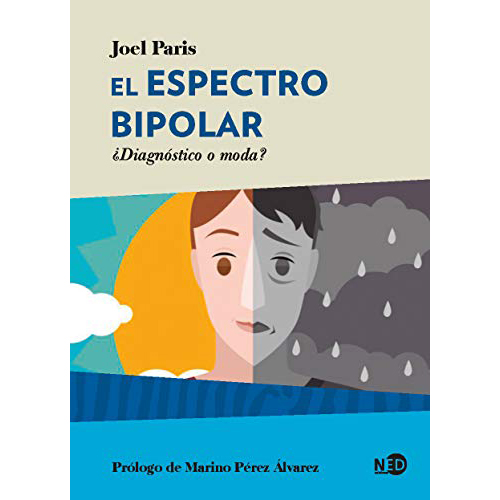 Joel Paris
EL ESPECTRO
BIPOLAR
¿Diagnóstico o moda?
Prólogo de Marino Pérez Álvarez
NED